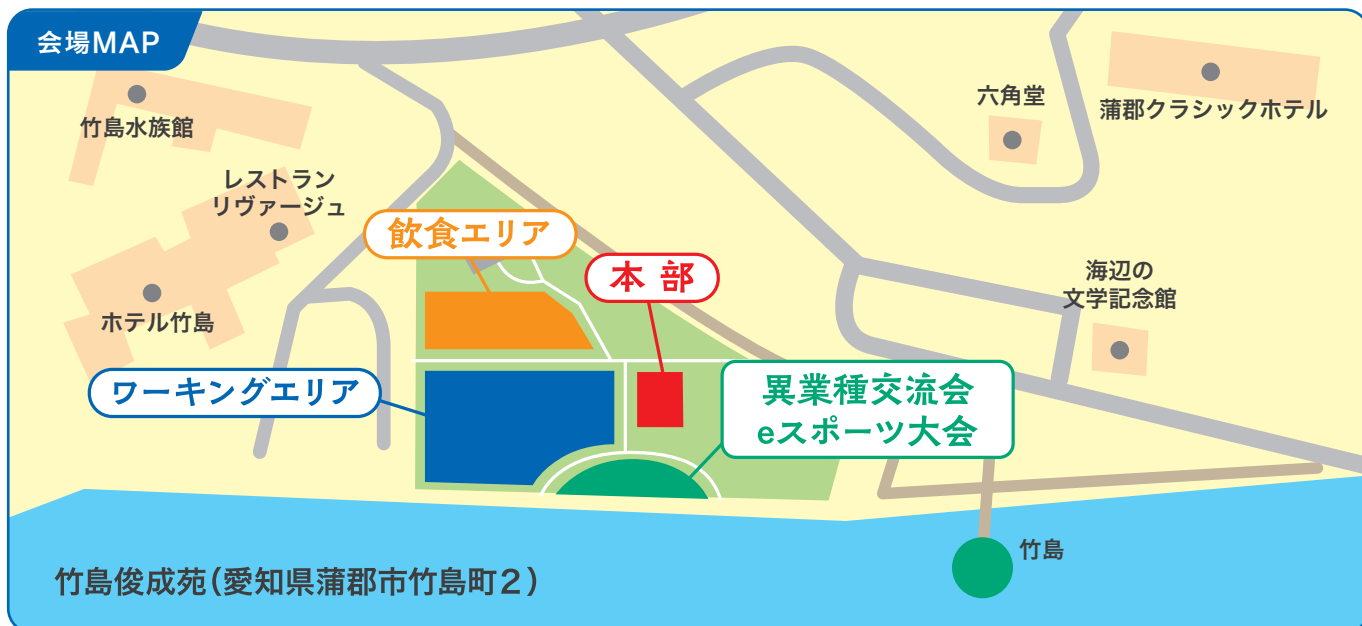 会場MAP
竹島水族館
レストラン
リヴァージュ
ホテル竹島
飲食エリア
本部
ワーキングエリア
異業種交流会
eスポーツ大会
六角堂
蒲郡クラシックホテル
海辺の
文学記念館
竹島
竹島俊成苑(愛知県蒲郡市竹島町2)